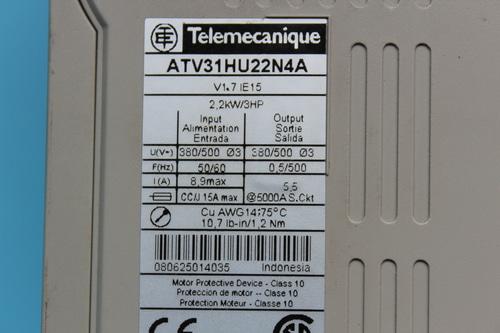 Telemecanique
ATV31HU22N4A
V1.7 IE15
2,2kW/3HP
Input Output
Alimentation Sortie
Entrada Salida
U(V~) 380/500 Ø3 380/500 Ø3
F(Hz) 50/60 0,5/500
I(A) 8,9max 5,5
CC/J 15A max @5000AS.Ckt
Cu AWG14·75°C
10,7 lb-in/1,2 Nm
080625014035 Indonesia
Motor Protective Device - Class 10
Proteccion de motor -- Clase 10
Protection Moteur - Classe 10
CE